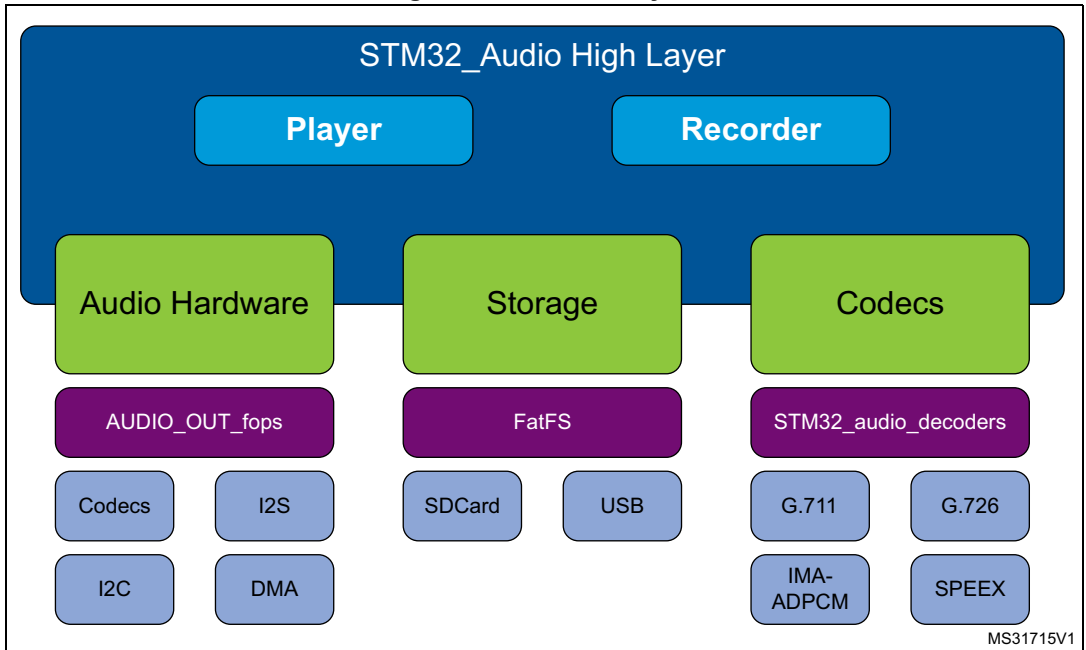 STM32_Audio High Layer
Player
Recorder
Audio Hardware
Storage
Codecs
AUDIO_OUT_fops
FatFS
STM32_audio_decoders
Codecs
I2S
SDCard
USB
G.711
G.726
I2C
DMA
IMA-
ADPCM
SPEEX
MS31715V1